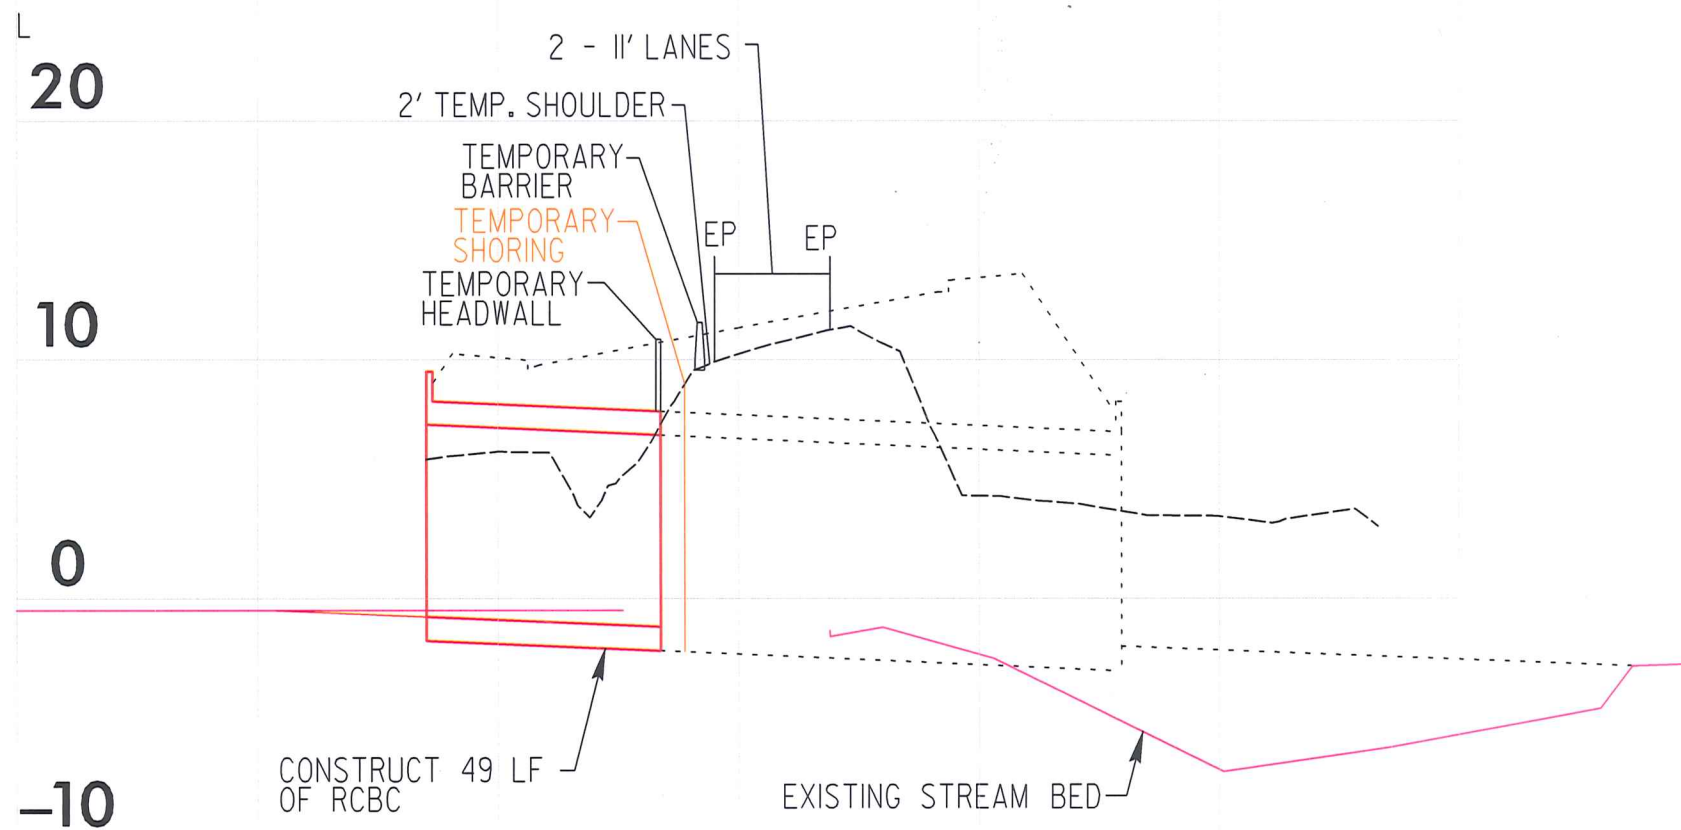 L
20
2 - 11' LANES
2' TEMP. SHOULDER
TEMPORARY
BARRIER
TEMPORARY
SHORING
EP
EP
TEMPORARY
HEADWALL
10
0
CONSTRUCT 49 LF
OF RCBC
EXISTING STREAM BED
-10